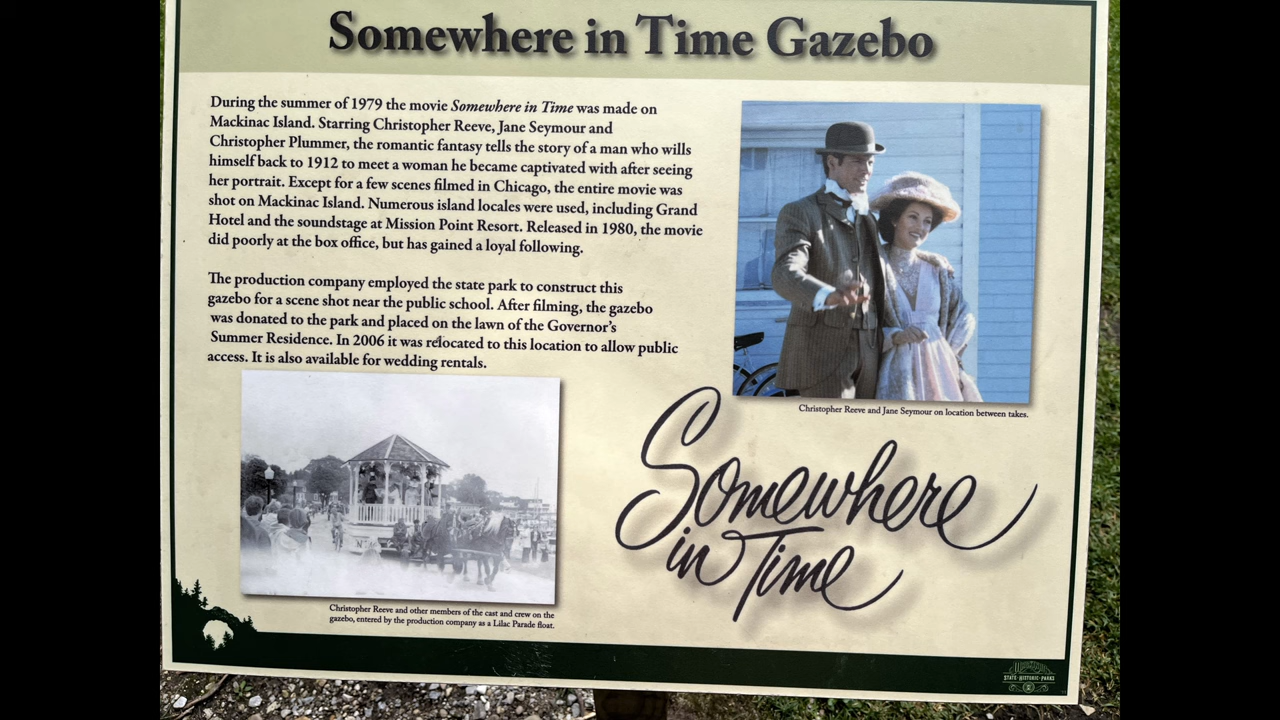 Somewhere in Time Gazebo
During the summer of 1979 the movie Somewhere in Time was made on
Mackinac Island. Starring Christopher Reeve, Jane Seymour and
Christopher Plummer, the romantic fantasy tells the story of a man who wills
himself back to 1912 to meet a woman he became captivated with after seeing
her portrait. Except for a few scenes filmed in Chicago, the entire movie was
shot on Mackinac Island. Numerous island locales were used, including Grand
Hotel and the soundstage at Mission Point Resort. Released in 1980, the movie
did poorly at the box office, but has gained a loyal following.
The production company employed the state park to construct this
gazebo for a scene shot near the public school. After filming, the gazebo
was donated to the park and placed on the lawn of the Governor's
Summer Residence. In 2006 it was relocated to this location to allow public
access. It is also available for wedding rentals.
Christopher Reeve and Jane Seymour on location between takes.
Somewhere
in Time
Christopher Reeve and other members of the cast and crew on the
gazebo, entered by the production company as a Lilac Parade float.
STATE HISTORIC PARKS